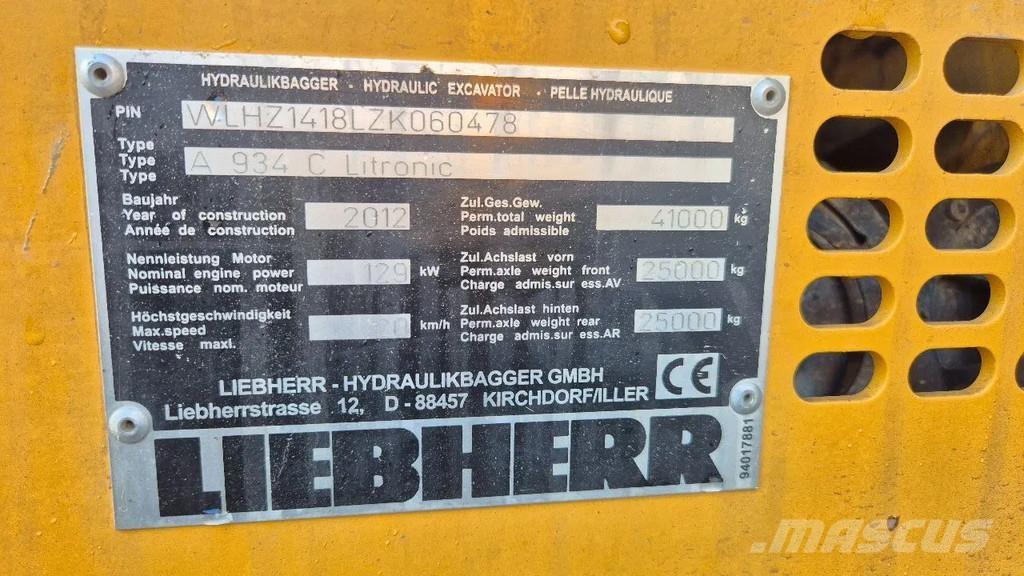 HYDRAULIKBAGGER - HYDRAULIC EXCAVATOR - PELLE HYDRAULIQUE
PIN WLHZ1418LZK060478
Type
Type A 934 C Litronic
Type
Baujahr
Year of construction 2012
Année de construction
Zul.Ges.Gew.
Perm.total weight 41000 kg
Poids admissible
Nennleistung Motor
Nominal engine power 129 kW
Puissance nom. moteur
Zul.Achslast vorn
Perm.axle weight front 25000 kg
Charge admis.sur ess.AV
Höchstgeschwindigkeit
Max.speed 20 km/h
Vitesse maxi.
Zul.Achslast hinten
Perm.axle weight rear 25000 kg
Charge admis.sur ess.AR
LIEBHERR - HYDRAULIKBAGGER GMBH
Liebherrstrasse 12, D - 88457 KIRCHDORF/ILLER
CE
LIEBHERR
94017881
MASCUS